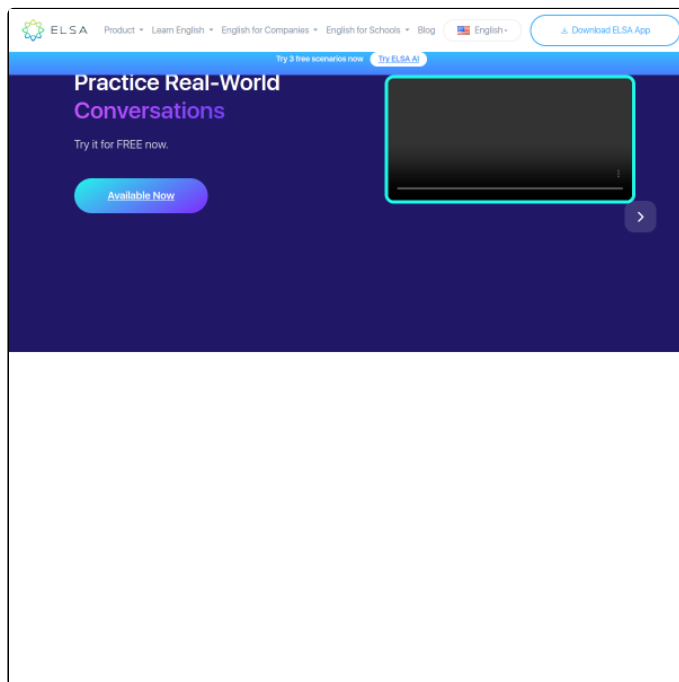 ELSA Product Learn English English for Companies English for Schools Blog English Download ELSA App
Try 3 free scenarios now Try ELSA AI
Practice Real-World
Conversations
Try it for FREE now.
Available Now